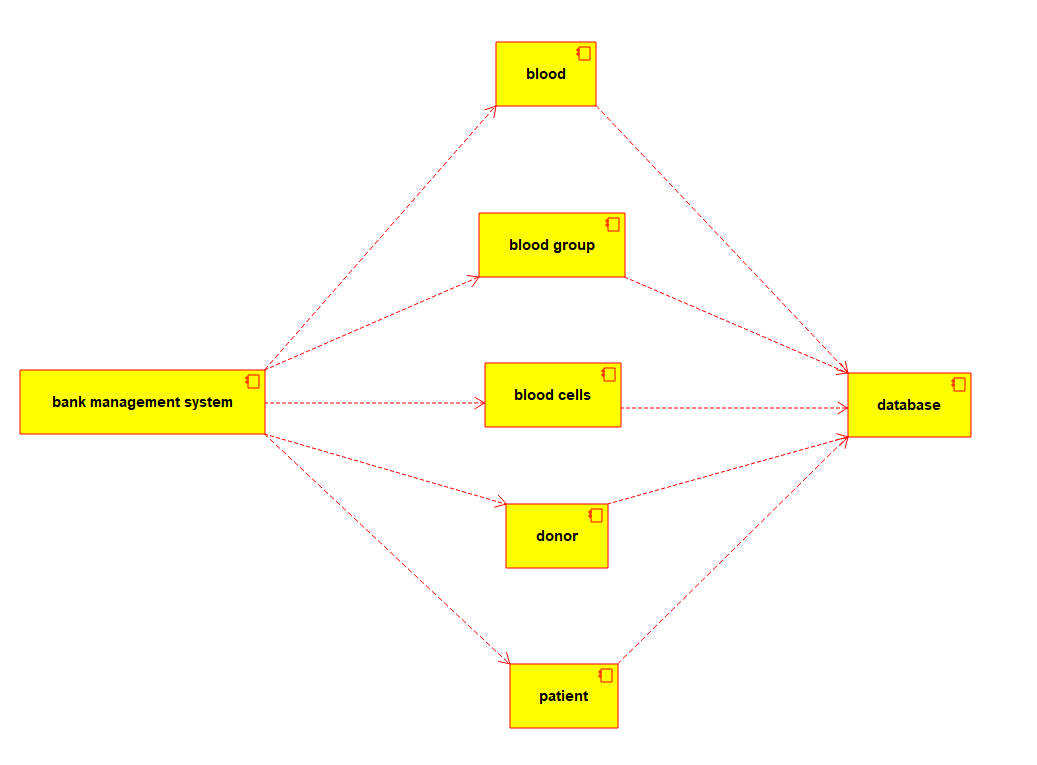 blood
blood group
blood cells
bank management system
database
donor
patient